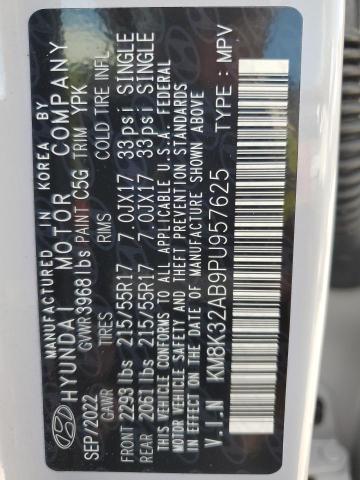 MANUFACTURED IN KOREA BY
HYUNDAI MOTOR COMPANY
SEP/2022 GVWR3968lbs PAINT C5G TRIM YPK
GAWR TIRES RIMS COLD TIRE INFL
FRONT 2293lbs 215/55R17 7.0JX17 33psi SINGLE
REAR 2061lbs 215/55R17 7.0JX17 33psi SINGLE
THIS VEHICLE CONFORMS TO ALL APPLICABLE U.S.A. FEDERAL
MOTOR VEHICLE SAFETY AND THEFT PREVENTION STANDARDS
IN EFFECT ON THE DATE OF MANUFACTURE SHOWN ABOVE
V.I.N KM8K32AB9PU957625 TYPE : MPV